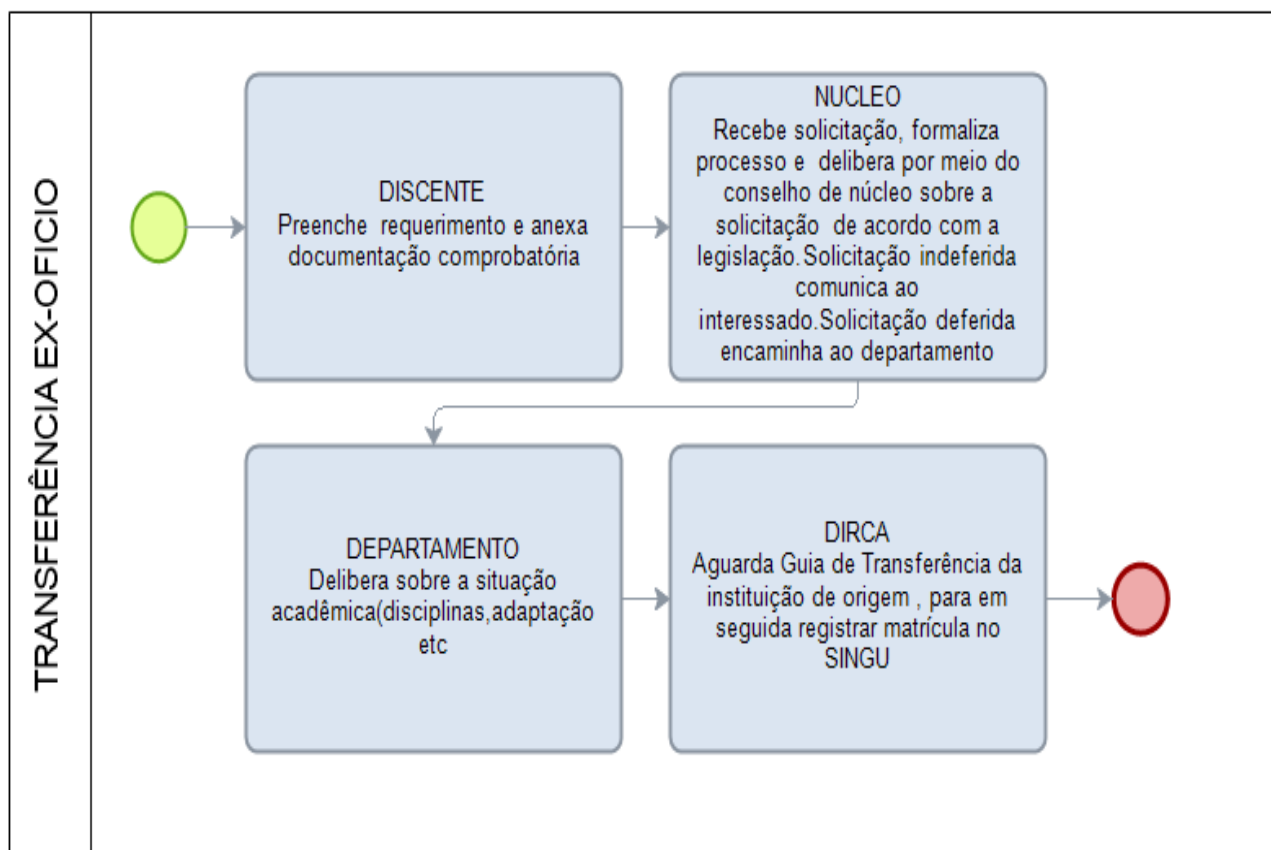 TRANSFERÊNCIA EX-OFICIO
DISCENTE
Preenche requerimento e anexa
documentação comprobatória
NUCLEO
Recebe solicitação, formaliza
processo e delibera por meio do
conselho de núcleo sobre a
solicitação de acordo com a
legislação.Solicitação indeferida
comunica ao
interessado.Solicitação deferida
encaminha ao departamento
DEPARTAMENTO
Delibera sobre a situação
acadêmica(disciplinas,adaptação
etc
DIRCA
Aguarda Guia de Transferência da
instituição de origem , para em
seguida registrar matrícula no
SINGU